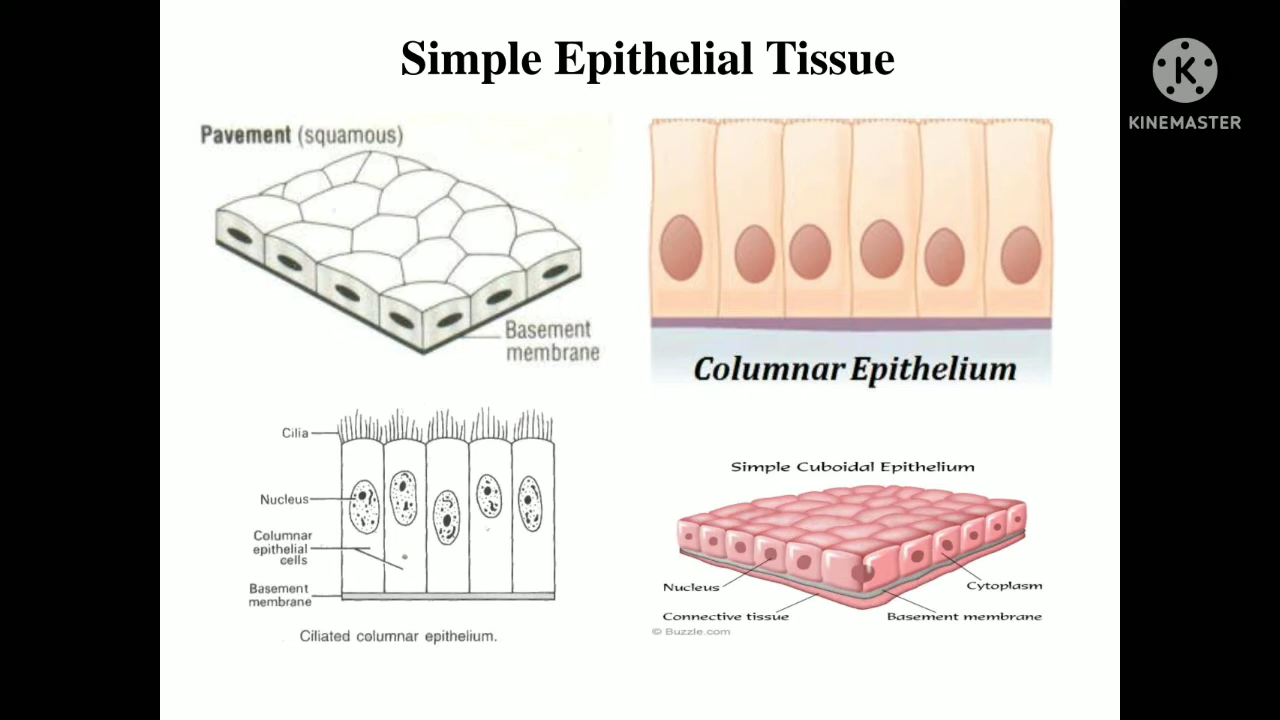 Simple Epithelial Tissue
KINEMASTER
Pavement (squamous)
Basement
membrane
Columnar Epithelium
Cilia
Nucleus
Columnar
epithelial
cells
Basement
membrane
Ciliated columnar epithelium.
Simple Cuboidal Epithelium
Nucleus
Cytoplasm
Connective tissue
Basement membrane
© Buzzle.com